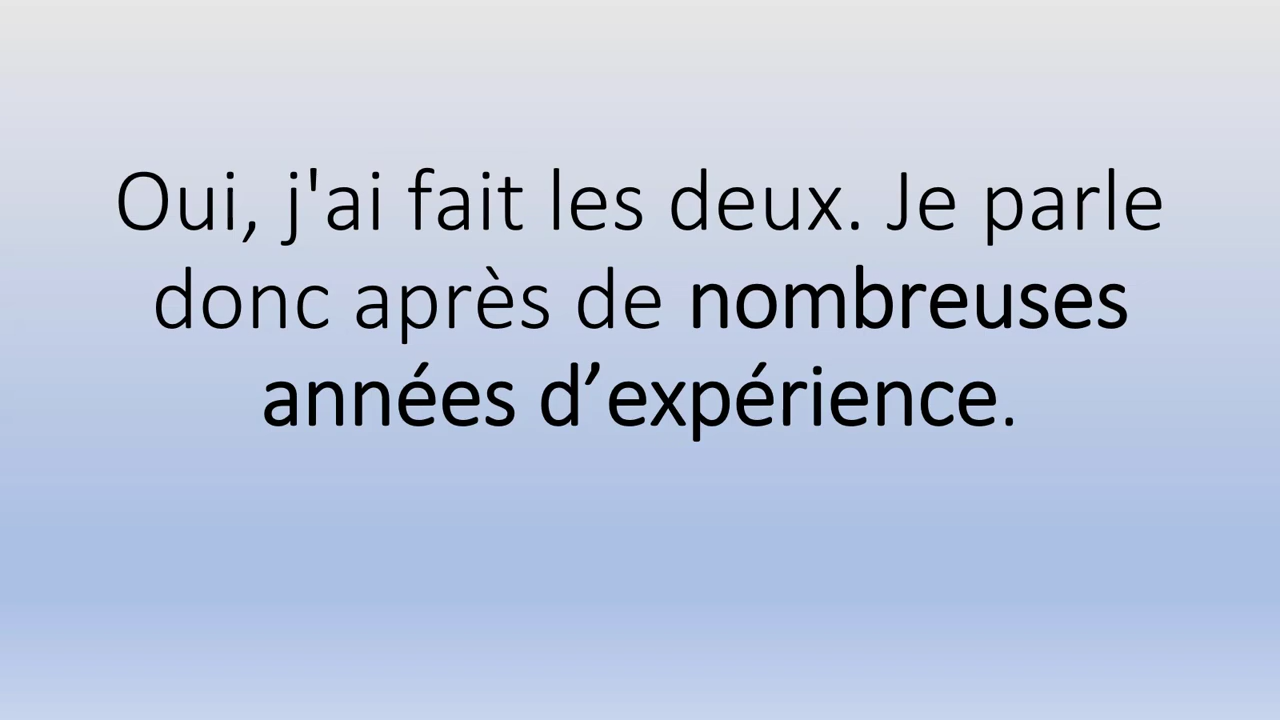 Oui, j'ai fait les deux. Je parle
donc après de nombreuses
années d’expérience.